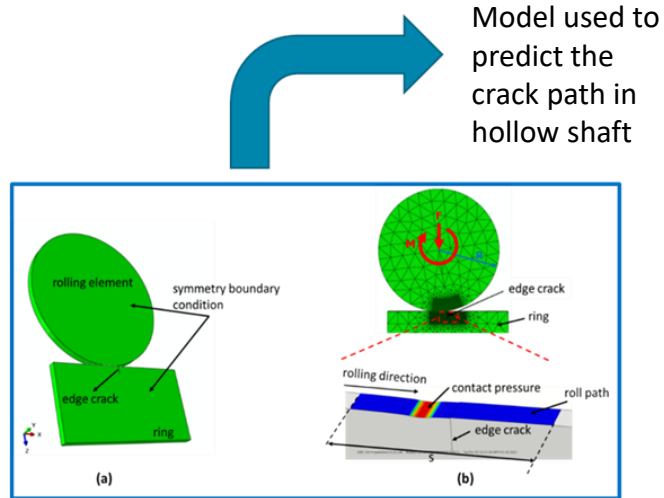 Model used to
predict the
crack path in
hollow shaft
rolling element
symmetry boundary
condition
edge crack
ring
Y
X
Z
(a)
F
M
R
edge crack
ring
rolling direction
contact pressure
roll path
edge crack
S
(b)